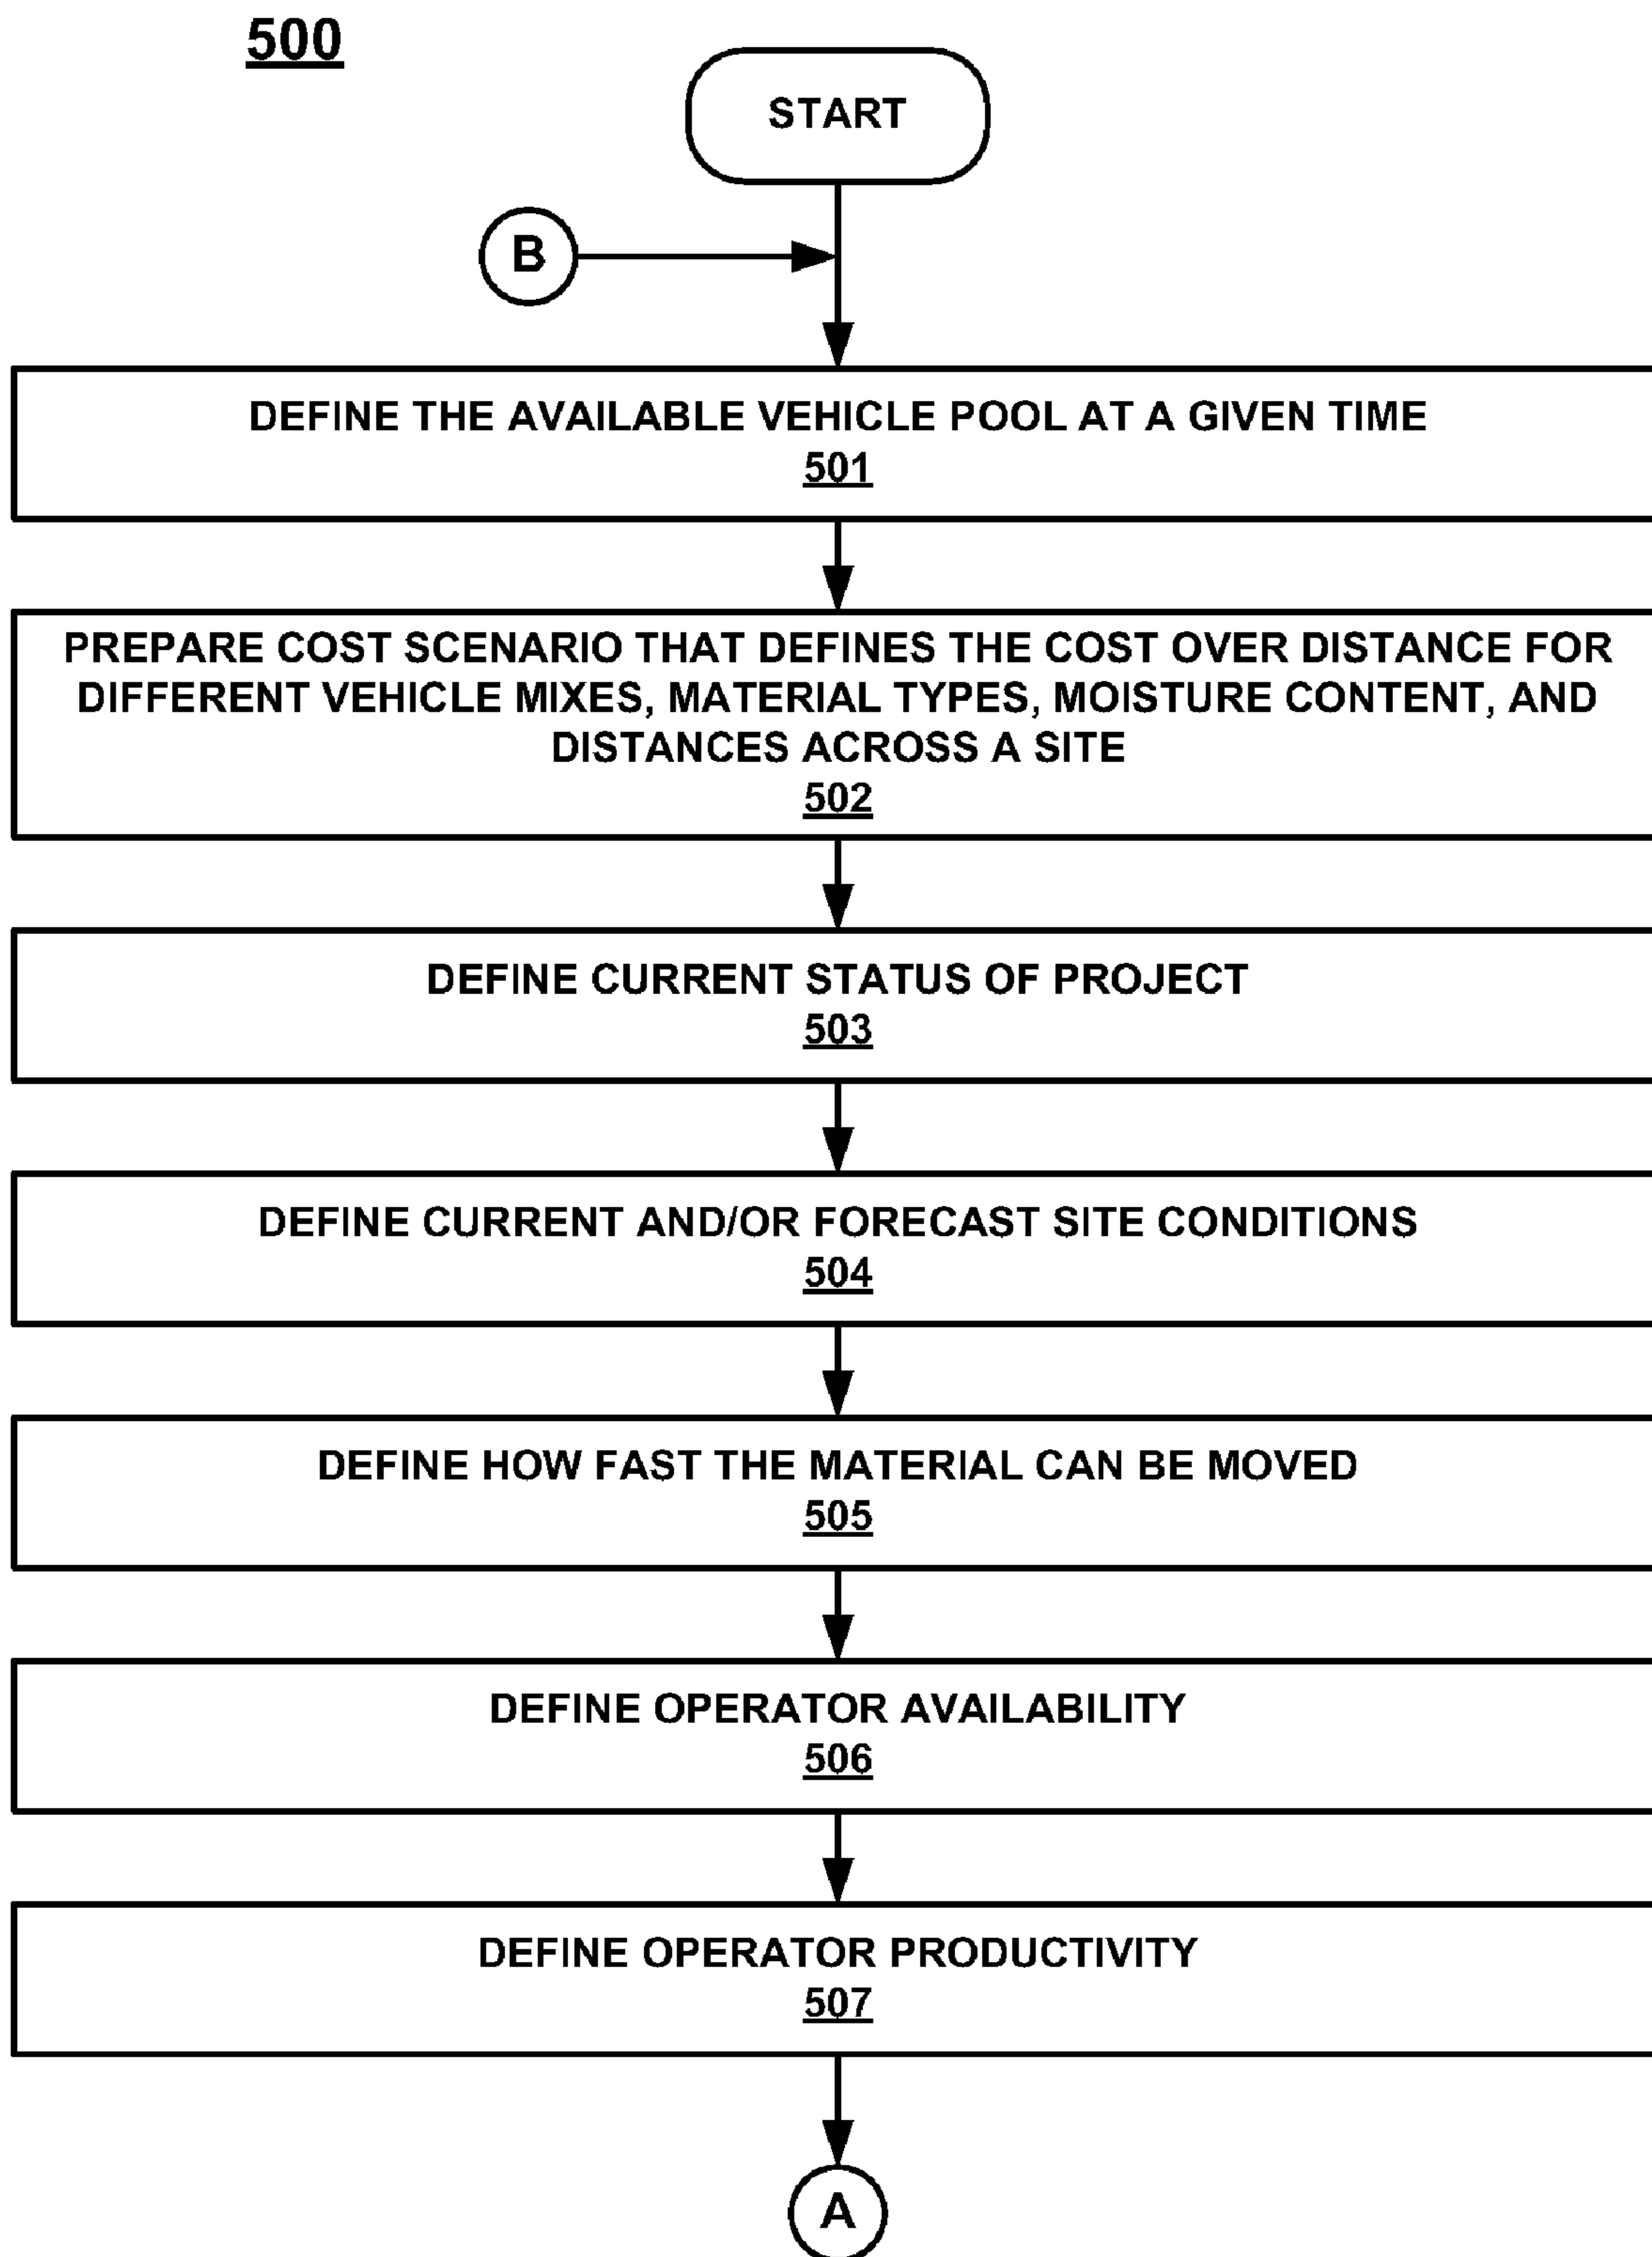 500
START
B
DEFINE THE AVAILABLE VEHICLE POOL AT A GIVEN TIME
501
PREPARE COST SCENARIO THAT DEFINES THE COST OVER DISTANCE FOR
DIFFERENT VEHICLE MIXES, MATERIAL TYPES, MOISTURE CONTENT, AND
DISTANCES ACROSS A SITE
502
DEFINE CURRENT STATUS OF PROJECT
503
DEFINE CURRENT AND/OR FORECAST SITE CONDITIONS
504
DEFINE HOW FAST THE MATERIAL CAN BE MOVED
505
DEFINE OPERATOR AVAILABILITY
506
DEFINE OPERATOR PRODUCTIVITY
507
A